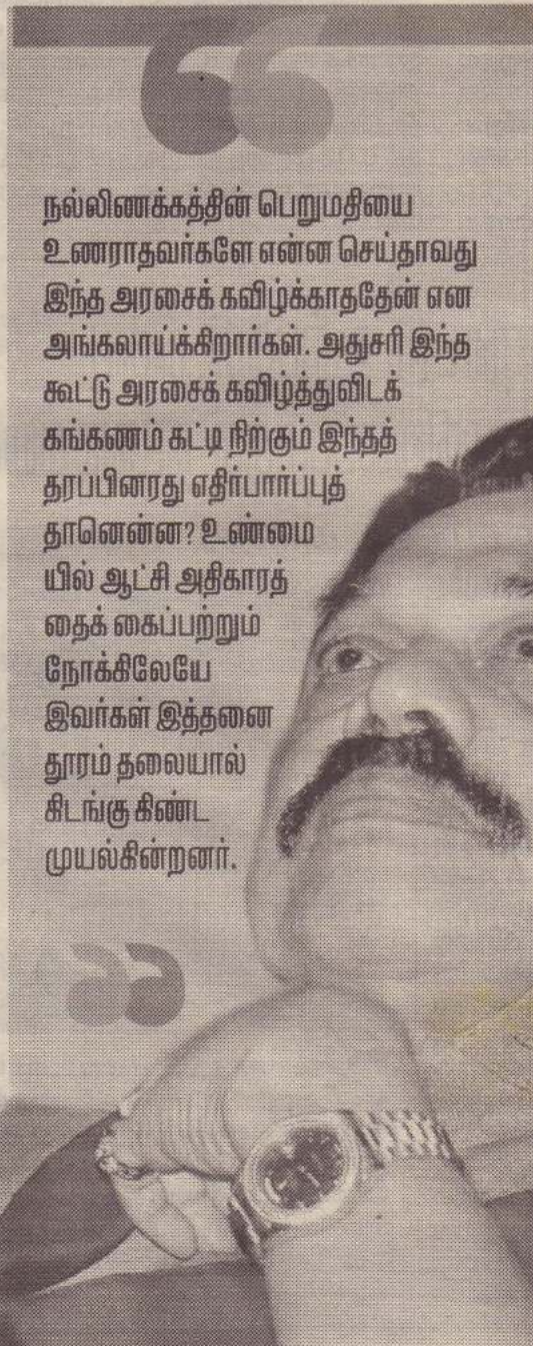 நல்லிணக்கத்தின் பெறுமதியை
உணராதவர்களே என்ன செய்தாவது
இந்த அரசைக் கவிழ்க்காததேன் என
அங்கலாய்க்கிறார்கள். அதுசரி இந்த
கூட்டு அரசைக் கவிழ்த்துவிடக்
கங்கணம் கட்டி நிற்கும் இந்தத்
தரப்பினரது எதிர்பார்ப்புத்
தானென்ன? உண்மை
யில் ஆட்சி அதிகாரத்
தைக் கைப்பற்றும்
நோக்கிலேயே
இவர்கள் இத்தனை
தூரம் தலையால்
கிடங்கு கிண்ட
முயல்கின்றனர்.